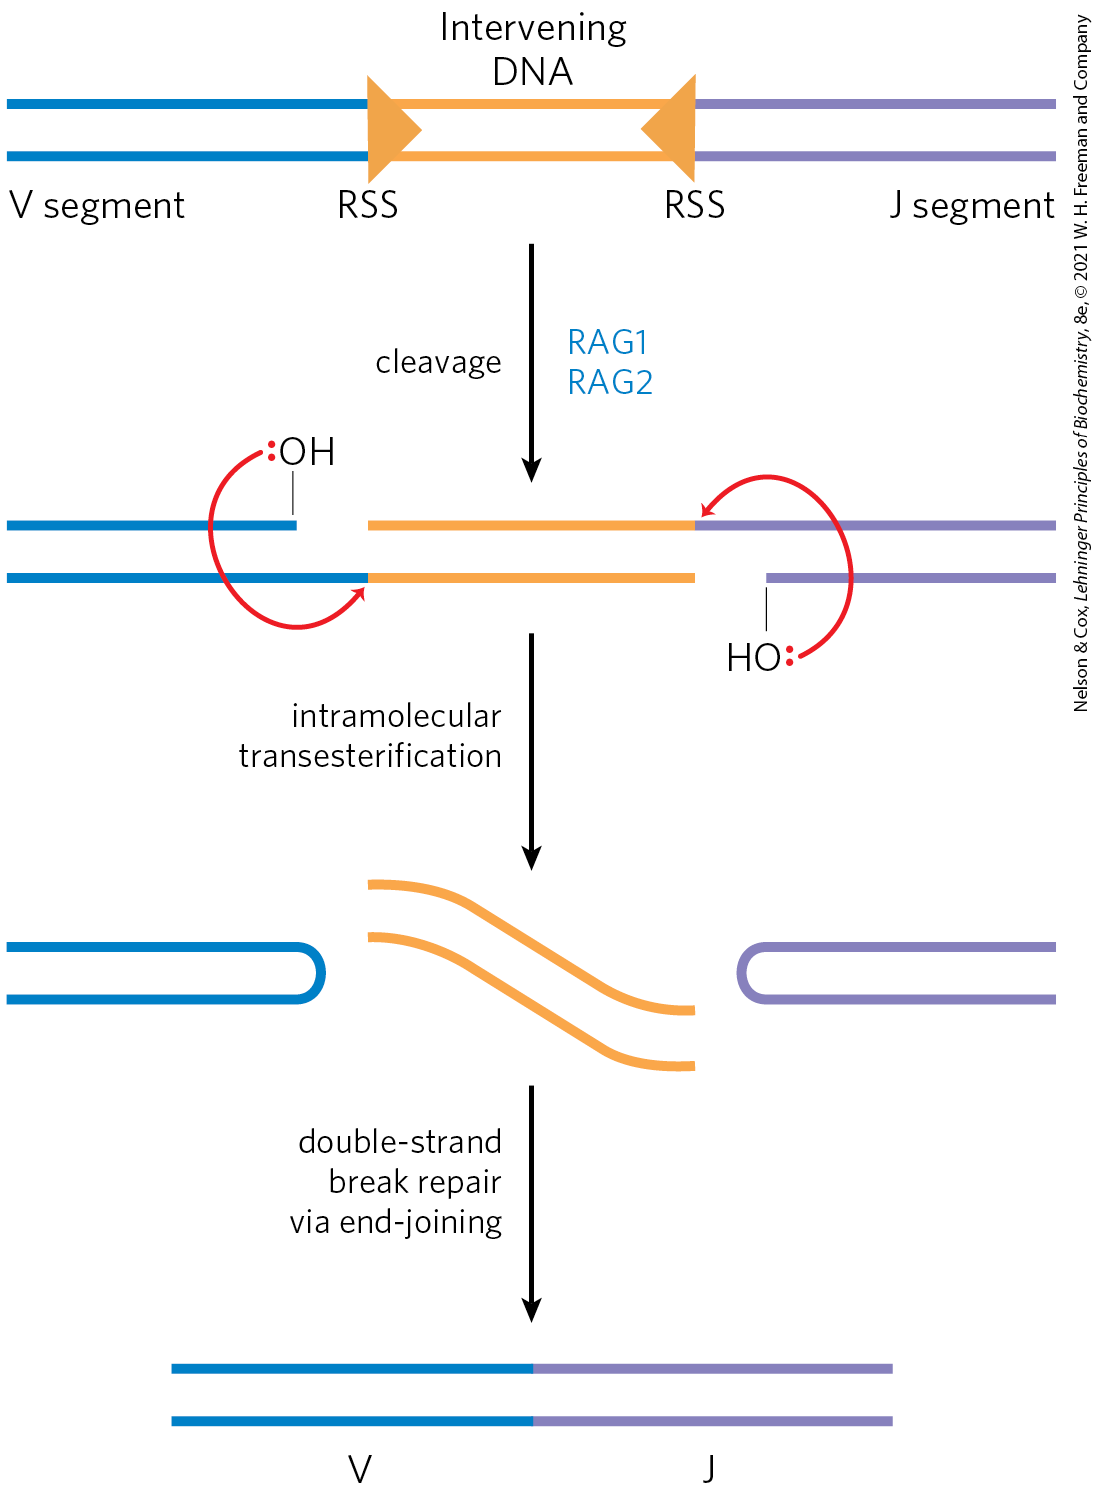 Intervening
DNA
V segment
RSS
RSS
J segment
cleavage
RAG1
RAG2
:OH
HO:
intramolecular
transesterification
double-strand
break repair
via end-joining
V
J
Nelson & Cox, Lehninger Principles of Biochemistry, 8e, © 2021 W. H. Freeman and Company